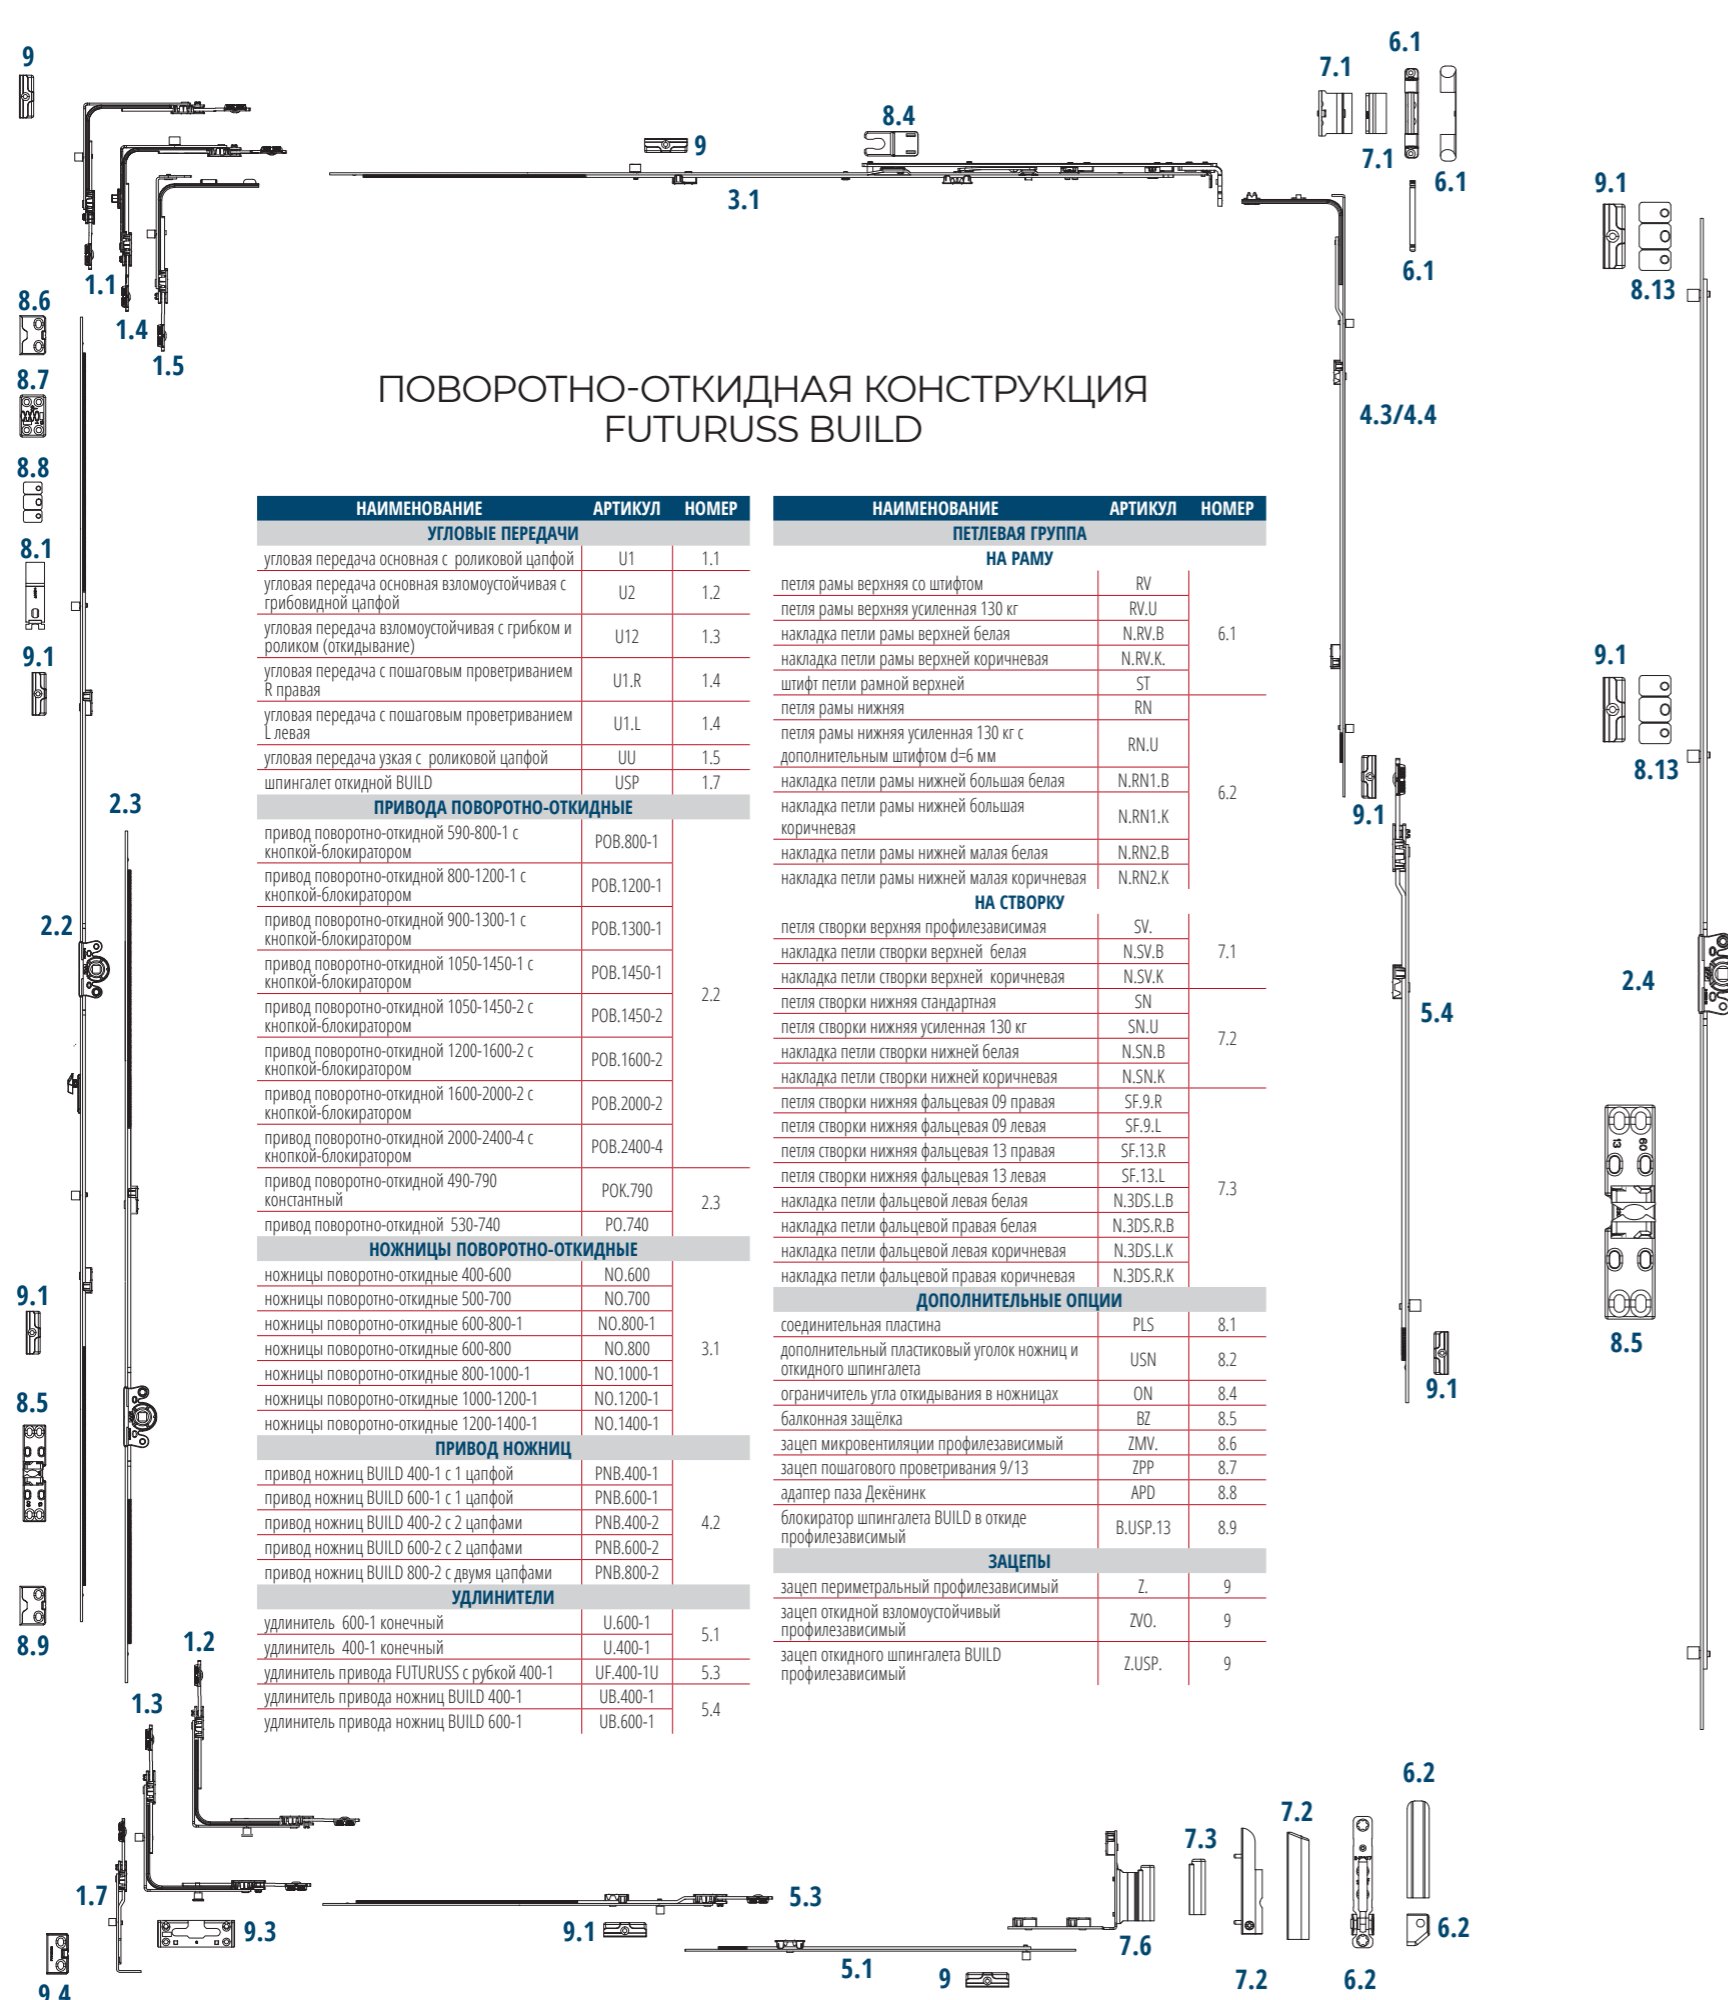 9
6.1
7.1
8.4
9
7.1
6.1
3.1
9.1
6.1
1.1
8.13
8.6
1.4
1.5
8.7
ПОВОРОТНО-ОТКИДНАЯ КОНСТРУКЦИЯ
FUTURUSS BUILD
4.3/4.4
8.8
8.1
9.1
9.1
8.13
2.3
9.1
2.2
2.4
5.4
9.1
8.5
8.5
9.1
8.9
НАИМЕНОВАНИЕ АРТИКУЛ НОМЕР
УГЛОВЫЕ ПЕРЕДАЧИ
угловая передача основная с роликовой цапфой U1 1.1
угловая передача основная взломоустойчивая с
грибовидной цапфой U2 1.2
угловая передача взломоустойчивая с грибком и
роликом (откидывание) U12 1.3
угловая передача с пошаговым проветриванием
R правая U1.R 1.4
угловая передача с пошаговым проветриванием
L левая U1.L 1.4
угловая передача узкая с роликовой цапфой UU 1.5
шпингалет откидной BUILD USP 1.7
ПРИВОДА ПОВОРОТНО-ОТКИДНЫЕ
привод поворотно-откидной 590-800-1 с
кнопкой-блокиратором POB.800-1
привод поворотно-откидной 800-1200-1 с
кнопкой-блокиратором POB.1200-1
привод поворотно-откидной 900-1300-1 с
кнопкой-блокиратором POB.1300-1
привод поворотно-откидной 1050-1450-1 с
кнопкой-блокиратором POB.1450-1
2.2
привод поворотно-откидной 1050-1450-2 с
кнопкой-блокиратором POB.1450-2
привод поворотно-откидной 1200-1600-2 с
кнопкой-блокиратором POB.1600-2
привод поворотно-откидной 1600-2000-2 с
кнопкой-блокиратором POB.2000-2
привод поворотно-откидной 2000-2400-4 с
кнопкой-блокиратором POB.2400-4
привод поворотно-откидной 490-790
константный POK.790
2.3
привод поворотно-откидной 530-740 PO.740
НОЖНИЦЫ ПОВОРОТНО-ОТКИДНЫЕ
ножницы поворотно-откидные 400-600 NO.600
ножницы поворотно-откидные 500-700 NO.700
ножницы поворотно-откидные 600-800-1 NO.800-1
ножницы поворотно-откидные 600-800 NO.800 3.1
ножницы поворотно-откидные 800-1000-1 NO.1000-1
ножницы поворотно-откидные 1000-1200-1 NO.1200-1
ножницы поворотно-откидные 1200-1400-1 NO.1400-1
ПРИВОД НОЖНИЦ
привод ножниц BUILD 400-1 с 1 цапфой PNB.400-1
привод ножниц BUILD 600-1 с 1 цапфой PNB.600-1
привод ножниц BUILD 400-2 с 2 цапфами PNB.400-2 4.2
привод ножниц BUILD 600-2 с 2 цапфами PNB.600-2
привод ножниц BUILD 800-2 с двумя цапфами PNB.800-2
УДЛИНИТЕЛИ
удлинитель 600-1 конечный U.600-1
5.1
удлинитель 400-1 конечный U.400-1
удлинитель привода FUTURUSS с рубкой 400-1 UF.400-1U 5.3
удлинитель привода ножниц BUILD 400-1 UB.400-1
5.4
удлинитель привода ножниц BUILD 600-1 UB.600-1
НАИМЕНОВАНИЕ АРТИКУЛ НОМЕР
ПЕТЛЕВАЯ ГРУППА
НА РАМУ
петля рамы верхняя со штифтом RV
петля рамы верхняя усиленная 130 кг RV.U
накладка петли рамы верхней белая N.RV.B 6.1
накладка петли рамы верхней коричневая N.RV.K.
штифт петли рамной верхней ST
петля рамы нижняя RN
петля рамы нижняя усиленная 130 кг с
дополнительным штифтом d=6 мм RN.U
накладка петли рамы нижней большая белая N.RN1.B
6.2
накладка петли рамы нижней большая
коричневая N.RN1.K
накладка петли рамы нижней малая белая N.RN2.B
накладка петли рамы нижней малая коричневая N.RN2.K
НА СТВОРКУ
петля створки верхняя профилезависимая SV.
накладка петли створки верхней белая N.SV.B 7.1
накладка петли створки верхней коричневая N.SV.K
петля створки нижняя стандартная SN
петля створки нижняя усиленная 130 кг SN.U
7.2
накладка петли створки нижней белая N.SN.B
накладка петли створки нижней коричневая N.SN.K
петля створки нижняя фальцевая 09 правая SF.9.R
петля створки нижняя фальцевая 09 левая SF.9.L
петля створки нижняя фальцевая 13 правая SF.13.R
петля створки нижняя фальцевая 13 левая SF.13.L
7.3
накладка петли фальцевой левая белая N.3DS.L.B
накладка петли фальцевой правая белая N.3DS.R.B
накладка петли фальцевой левая коричневая N.3DS.L.K
накладка петли фальцевой правая коричневая N.3DS.R.K
ДОПОЛНИТЕЛЬНЫЕ ОПЦИИ
соединительная пластина PLS 8.1
дополнительный пластиковый уголок ножниц и
откидного шпингалета USN 8.2
ограничитель угла откидывания в ножницах ON 8.4
балконная защёлка BZ 8.5
зацеп микровентиляции профилезависимый ZMV. 8.6
зацеп пошагового проветривания 9/13 ZPP 8.7
адаптер паза Декёнинк APD 8.8
блокиратор шпингалета BUILD в откиде
профилезависимый B.USP.13 8.9
ЗАЦЕПЫ
зацеп периметральный профилезависимый Z. 9
зацеп откидной взломоустойчивый
профилезависимый ZVO. 9
зацеп откидного шпингалета BUILD
профилезависимый Z.USP. 9
13 60
1.2
1.3
6.2
7.2
7.3
1.7
5.3
9.3
9.1
7.6
6.2
5.1
9
7.2
6.2
9.4